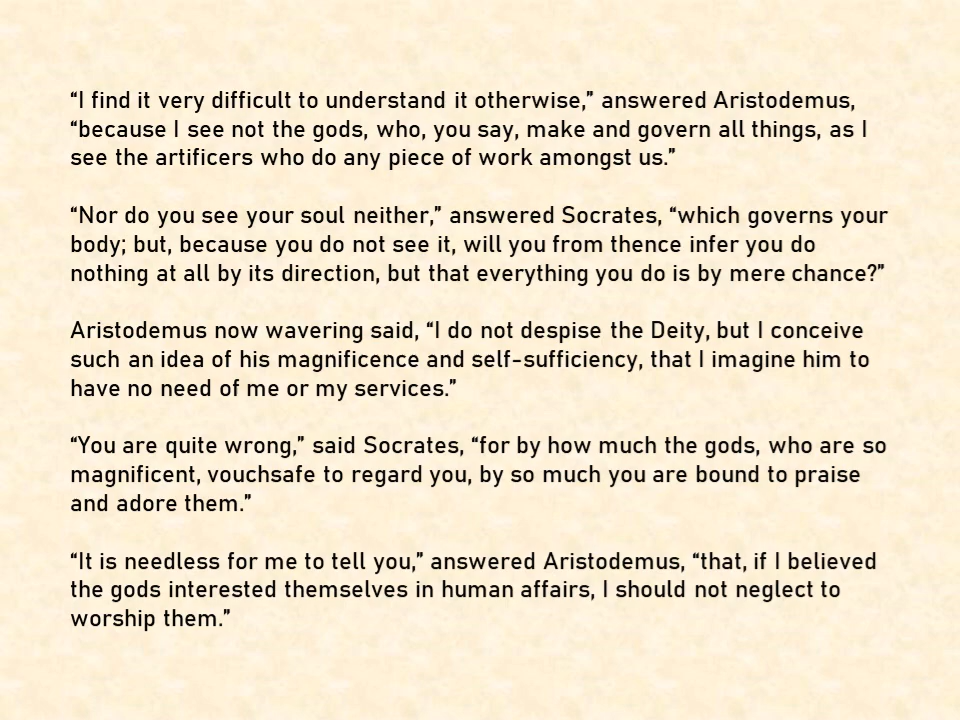 “I find it very difficult to understand it otherwise,” answered Aristodemus,
“because I see not the gods, who, you say, make and govern all things, as I
see the artificers who do any piece of work amongst us.”
“Nor do you see your soul neither,” answered Socrates, “which governs your
body; but, because you do not see it, will you from thence infer you do
nothing at all by its direction, but that everything you do is by mere chance?”
Aristodemus now wavering said, “I do not despise the Deity, but I conceive
such an idea of his magnificence and self-sufficiency, that I imagine him to
have no need of me or my services.”
“You are quite wrong,” said Socrates, “for by how much the gods, who are so
magnificent, vouchsafe to regard you, by so much you are bound to praise
and adore them.”
“It is needless for me to tell you,” answered Aristodemus, “that, if I believed
the gods interested themselves in human affairs, I should not neglect to
worship them.”